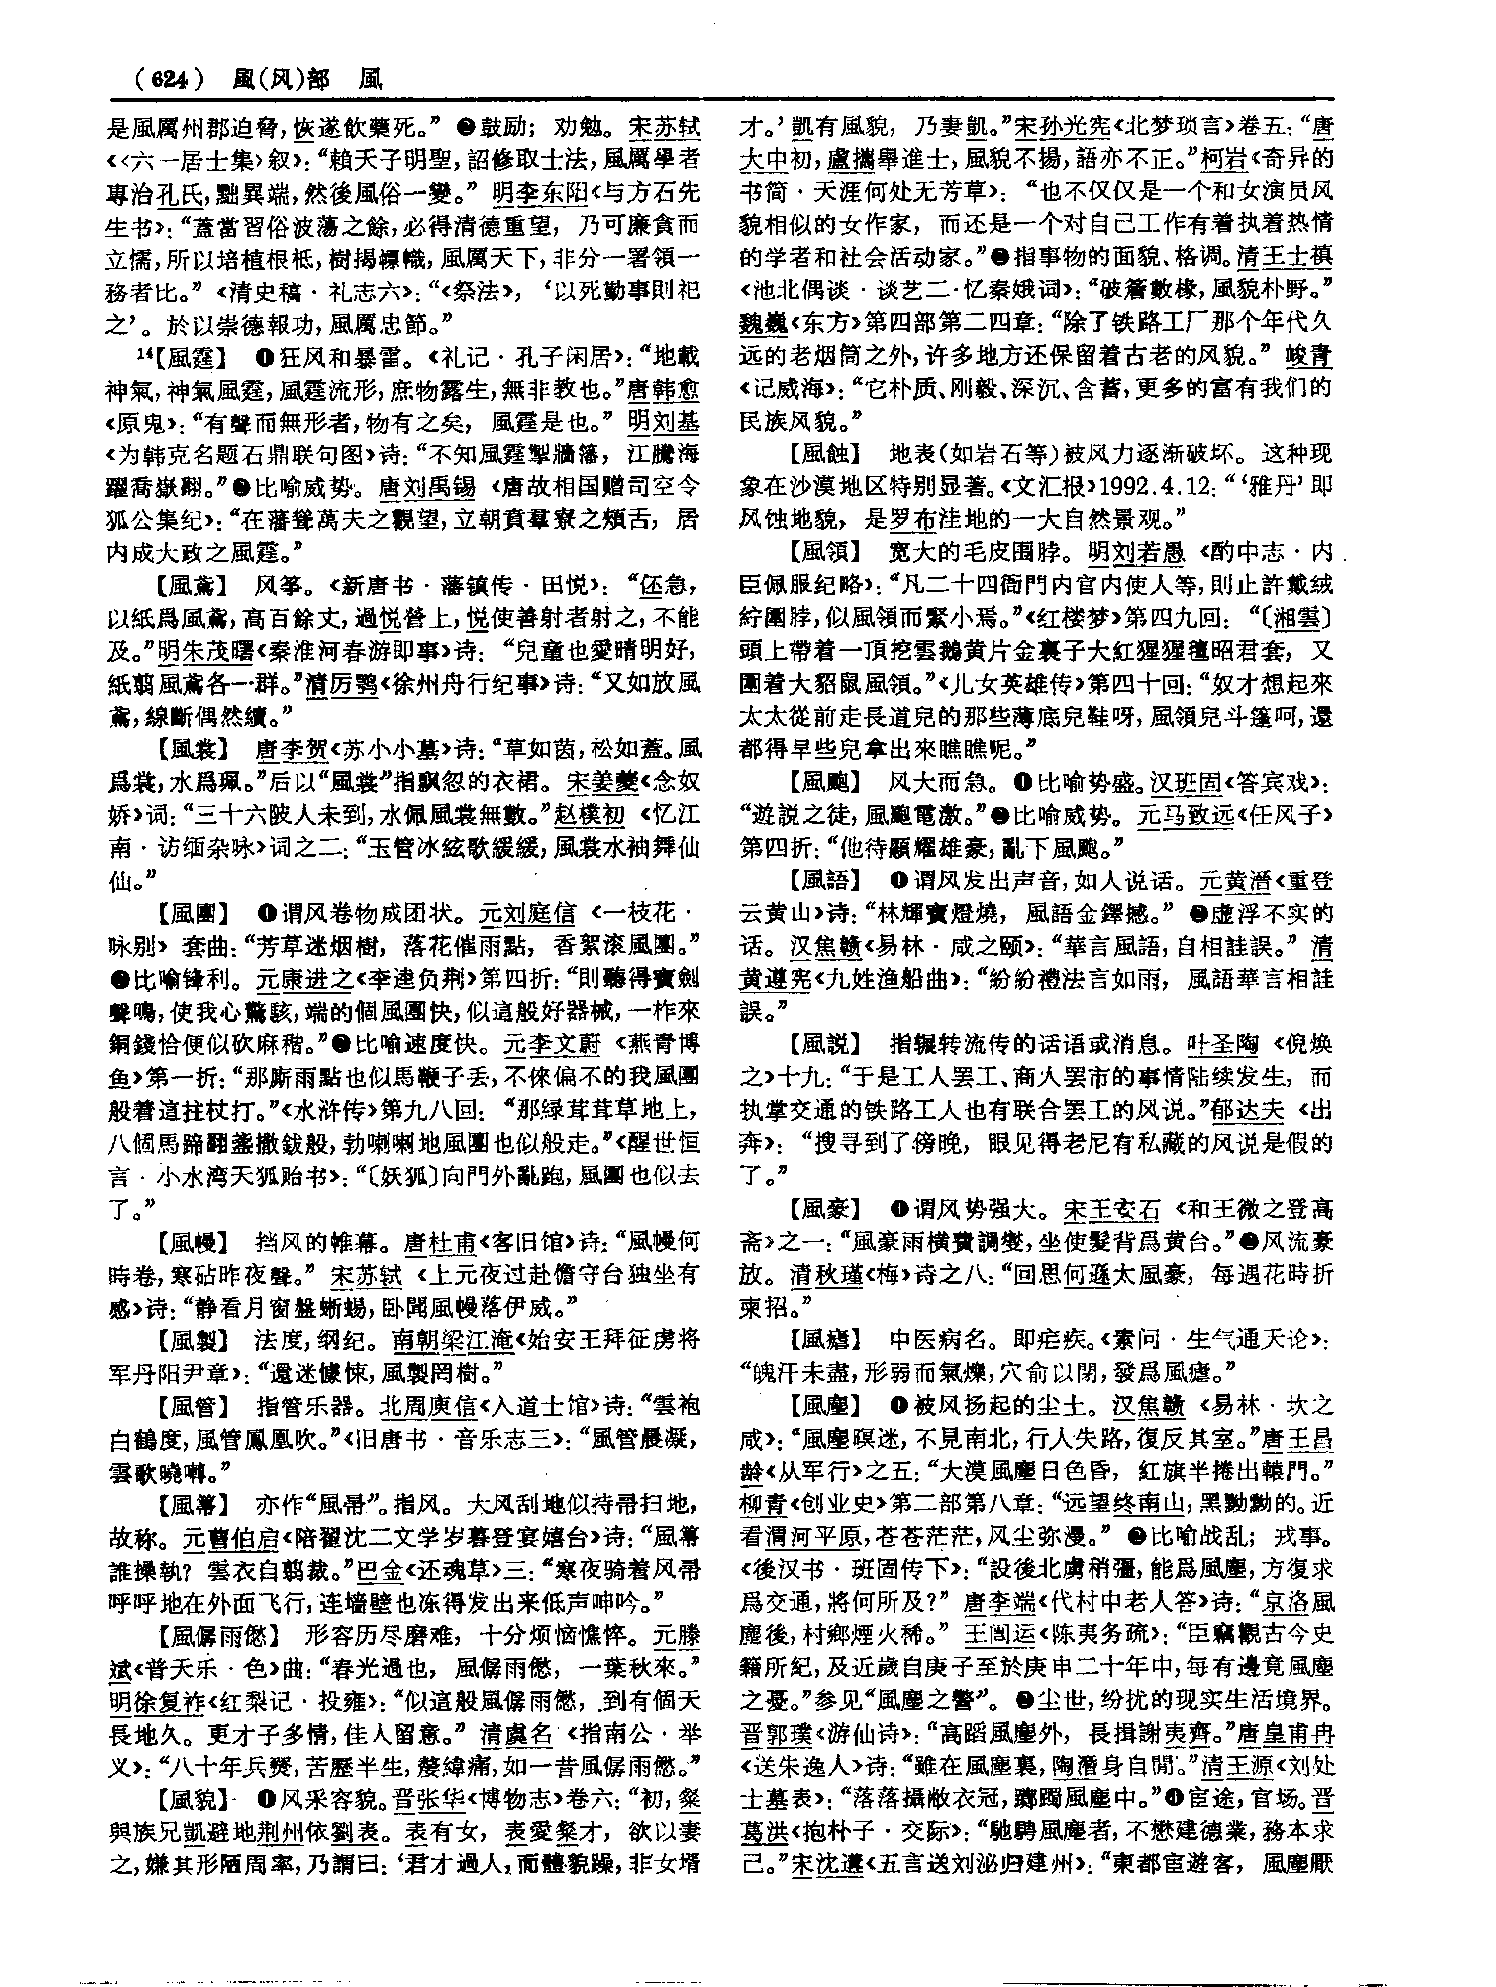 （624） 風(风)部 風
是風厲州郡迫脅，恢遂飲藥死。”❷鼓励；劝勉。宋苏轼
《〈六一居士集〉叙》：“賴天子明聖，詔修取士法，風厲學者
專治孔氏，黜異端，然後風俗一變。”明李东阳《与方石先
生书》：“蓋當習俗波蕩之餘，必得清德重望，乃可廉貪而
立懦，所以培植根柢，樹揭標幟，風厲天下，非分一署領一
務者比。”《清史稿·礼志六》：“《祭法》，‘以死勤事則祀
之’。於以崇德報功，風厲忠節。”
14【風霆】 ❶狂风和暴雷。《礼记·孔子闲居》：“地載
神氣，神氣風霆，風霆流形，庶物露生，無非教也。”唐韩愈
《原鬼》：“有聲而無形者，物有之矣，風霆是也。”明刘基
《为韩克名题石鼎联句图》诗：“不知風霆掣牆籓，江騰海
躍喬嶽翻。”❷比喻威势。唐刘禹锡《唐故相国赠司空令
狐公集纪》：“在藩聳萬夫之觀望，立朝賁羣寮之頰舌，居
内成大政之風霆。”
【風鳶】 风筝。《新唐书·藩镇传·田悦》：“伾急，
以紙爲風鳶，高百餘丈，過悦營上，悦使善射者射之，不能
及。”明朱茂曙《秦淮河春游即事》诗：“兒童也愛晴明好，
紙翦風鳶各一群。”清厉鹗《徐州舟行纪事》诗：“又如放風
鳶，線斷偶然續。”
【風裳】 唐李贺《苏小小墓》诗：“草如茵，松如蓋。風
爲裳，水爲珮。”后以“風裳”指飘忽的衣裙。宋姜夔《念奴
娇》词：“三十六陂人未到，水佩風裳無數。”赵樸初《忆江
南·访缅杂咏》词之二：“玉管冰絃歌緩緩，風裳水袖舞仙
仙。”
【風團】 ❶谓风卷物成团状。元刘庭信《一枝花·
咏别》套曲：“芳草迷烟樹，落花催雨點，香絮滚風團。”
❷比喻锋利。元康进之《李逵负荆》第四折：“則聽得寶劍
聲鳴，使我心驚駭，端的個風團快，似這般好器械，一柞來
銅錢恰便似砍麻稭。”❸比喻速度快。元李文蔚《燕青博
鱼》第一折：“那厮雨點也似馬鞭子丢，不倈偏不的我風團
般着這拄杖打。”《水浒传》第九八回：“那绿茸茸草地上，
八個馬蹄翻盞撒鈸般，勃喇喇地風團也似般走。”《醒世恒
言·小水湾天狐贻书》：“〔妖狐〕向門外亂跑，風團也似去
了。”
【風幔】 挡风的帷幕。唐杜甫《客旧馆》诗：“風幔何
時卷，寒砧昨夜聲。”宋苏轼《上元夜过赴儋守台独坐有
感》诗：“静看月窗盤蜥蜴，卧聞風幔落伊威。”
【風製】 法度，纲纪。南朝梁江淹《始安王拜征虏将
军丹阳尹章》：“還迷慷悚，風製罔樹。”
【風管】 指管乐器。北周庾信《入道士馆》诗：“雲袍
白鶴度，風管鳳凰吹。”《旧唐书·音乐志三》：“風管晨凝，
雲歌曉囀。”
【風箒】 亦作“風帚”。指风。大风刮地似持帚扫地，
故称。元曹伯启《陪翟沈二文学岁暮登宴嬉台》诗：“風箒
誰操執？雲衣自翦裁。”巴金《还魂草》三：“寒夜骑着风帚
呼呼地在外面飞行，连墙壁也冻得发出来低声呻吟。”
【風僝雨僽】 形容历尽磨难，十分烦恼憔悴。元滕
斌《普天乐·色》曲：“春光過也，風僝雨僽，一葉秋來。”
明徐复祚《红梨记·投雍》：“似這般風僝雨僽，到有個天
長地久。更才子多情，佳人留意。”清虞名《指南公·举
义》：“八十年兵燹，苦歷半生，嫠緯痛，如一昔風僝雨僽。”
【風貌】 ❶风采容貌。晋张华《博物志》卷六：“初，粲
與族兄凱避地荆州依劉表。表有女，表愛粲才，欲以妻
之，嫌其形陋周率，乃謂曰：‘君才過人，而體貌躁，非女壻
才。’凱有風貌，乃妻凱。”宋孙光宪《北梦琐言》卷五：“唐
大中初，盧攜舉進士，風貌不揚，語亦不正。”柯岩《奇异的
书简·天涯何处无芳草》：“也不仅仅是一个和女演员风
貌相似的女作家，而还是一个对自己工作有着执着热情
的学者和社会活动家。”❷指事物的面貌、格调。清王士禛
《池北偶谈·谈艺二·忆秦娥词》：“破簷數椽，風貌朴野。”
魏巍《东方》第四部第二四章：“除了铁路工厂那个年代久
远的老烟筒之外，许多地方还保留着古老的风貌。”峻青
《记威海》：“它朴质、刚毅、深沉、含蓄，更多的富有我们的
民族风貌。”
【風蝕】 地表(如岩石等)被风力逐渐破坏。这种现
象在沙漠地区特别显著。《文汇报》1992.4.12：“‘雅丹’即
风蚀地貌，是罗布洼地的一大自然景观。”
【風領】 宽大的毛皮围脖。明刘若愚《酌中志·内
臣佩服纪略》：“凡二十四衙門内官内使人等，則止許戴絨
紵圍脖，似風領而緊小焉。”《红楼梦》第四九回：“〔湘雲〕
頭上帶着一頂挖雲鵝黄片金裏子大紅猩猩氊昭君套，又
圍着大貂鼠風領。”《儿女英雄传》第四十回：“奴才想起來
太太從前走長道兒的那些薄底兒鞋呀，風領兒斗篷呵，還
都得早些兒拿出來瞧瞧呢。”
【風颮】 风大而急。❶比喻势盛。汉班固《答宾戏》：
“遊説之徒，風颮電激。”❷比喻威势。元马致远《任风子》
第四折：“他待顯耀雄豪，亂下風颮。”
【風語】 ❶谓风发出声音，如人说话。元黄溍《重登
云黄山》诗：“林輝寶燈燒，風語金鐸撼。”❷虚浮不实的
话。汉焦赣《易林·咸之颐》：“華言風語，自相詿誤。”清
黄遵宪《九姓渔船曲》：“紛紛禮法言如雨，風語華言相詿
誤。”
【風説】 指辗转流传的话语或消息。叶圣陶《倪焕
之》十九：“于是工人罢工、商人罢市的事情陆续发生，而
执掌交通的铁路工人也有联合罢工的风说。”郁达夫《出
奔》：“搜寻到了傍晚，眼见得老尼有私藏的风说是假的
了。”
【風豪】 ❶谓风势强大。宋王安石《和王微之登高
斋》之一：“風豪雨横費調燮，坐使髮背爲黄台。”❷风流豪
放。清秋瑾《梅》诗之八：“回思何遜太風豪，每遇花時折
柬招。”
【風瘧】 中医病名。即疟疾。《素问·生气通天论》：
“魄汗未盡，形弱而氣爍，穴俞以閉，發爲風瘧。”
【風塵】 ❶被风扬起的尘土。汉焦赣《易林·坎之
咸》：“風塵暝迷，不見南北，行人失路，復反其室。”唐王昌
龄《从军行》之五：“大漠風塵日色昏，紅旗半捲出轅門。”
柳青《创业史》第二部第八章：“远望终南山，黑黝黝的。近
看渭河平原，苍苍茫茫，风尘弥漫。”❷比喻战乱；戎事。
《後汉书·班固传下》：“設後北虜稍彊，能爲風塵，方復求
爲交通，將何所及？”唐李端《代村中老人答》诗：“京洛風
塵後，村鄉煙火稀。”王闿运《陈夷务疏》：“臣竊觀古今史
籍所紀，及近歲自庚子至於庚申二十年中，每有邊竟風塵
之憂。”参见“風塵之警”。❸尘世，纷扰的现实生活境界。
晋郭璞《游仙诗》：“高蹈風塵外，長揖謝夷齊。”唐皇甫冉
《送朱逸人》诗：“雖在風塵裏，陶潛身自閒。”清王源《刘处
士墓表》：“落落攝敝衣冠，躑躅風塵中。”❹宦途，官场。晋
葛洪《抱朴子·交际》：“馳騁風塵者，不懋建德業，務本求
己。”宋沈遘《五言送刘泌归建州》：“東都宦遊客，風塵厭